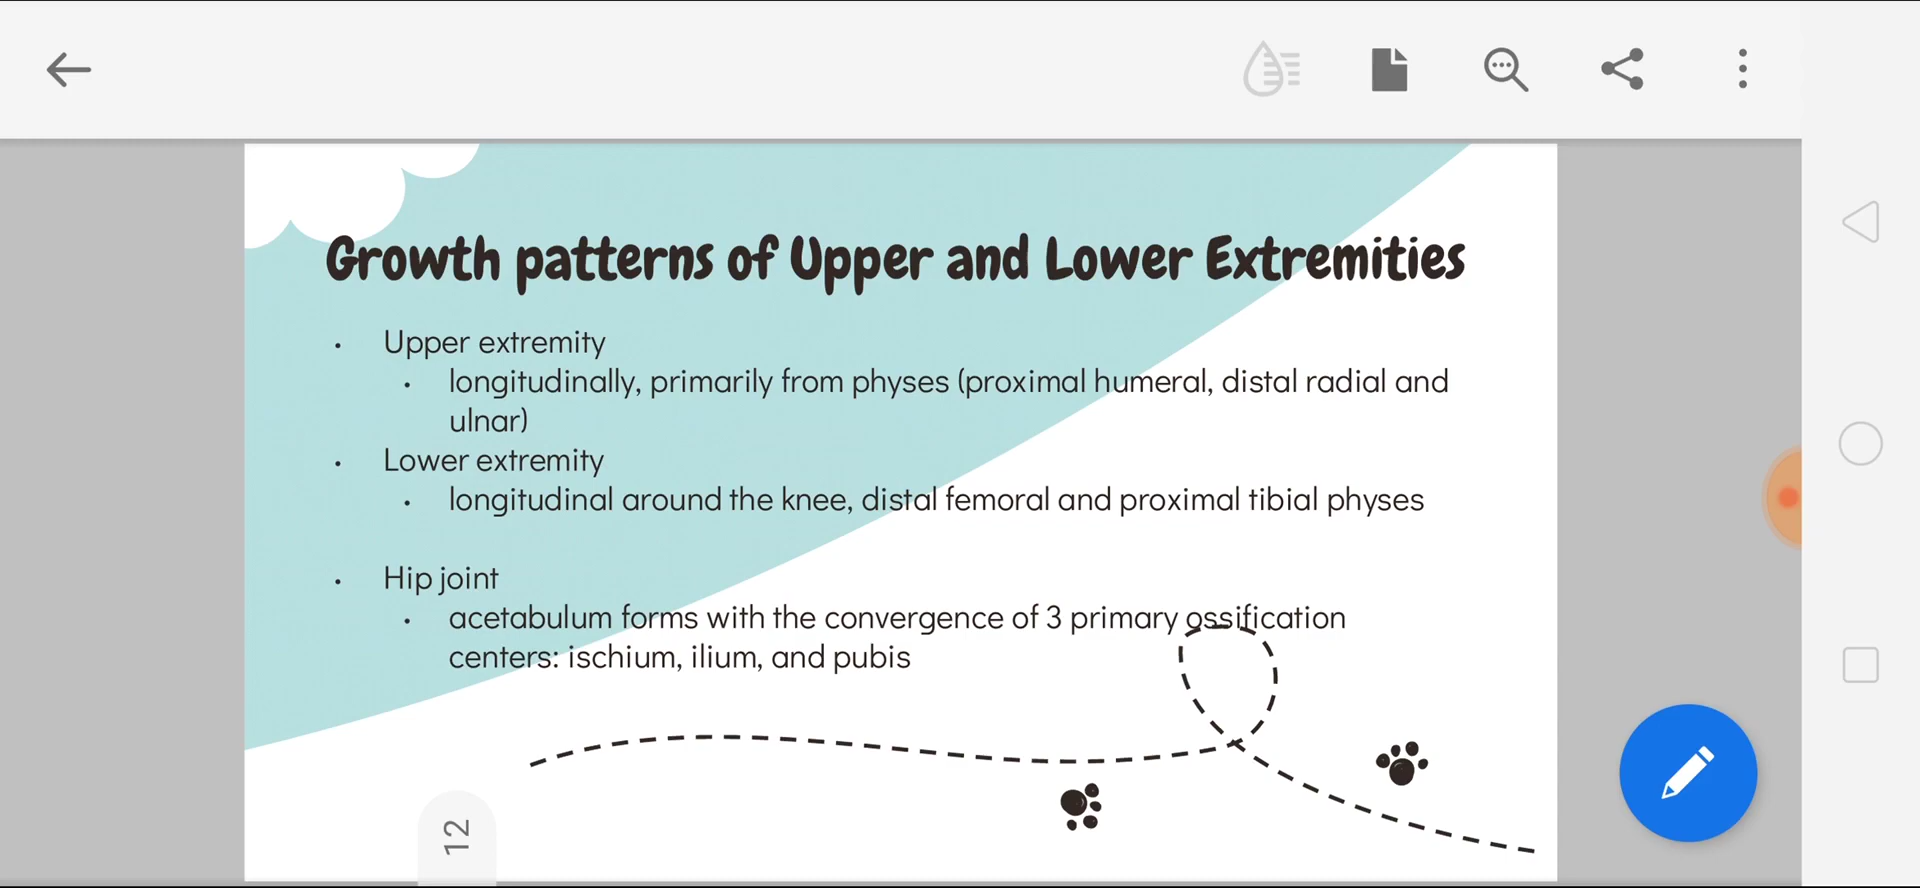 Growth patterns of Upper and Lower Extremities
• Upper extremity
• longitudinally, primarily from physes (proximal humeral, distal radial and
ulnar)
• Lower extremity
• longitudinal around the knee, distal femoral and proximal tibial physes
• Hip joint
• acetabulum forms with the convergence of 3 primary ossification
centers: ischium, ilium, and pubis
12